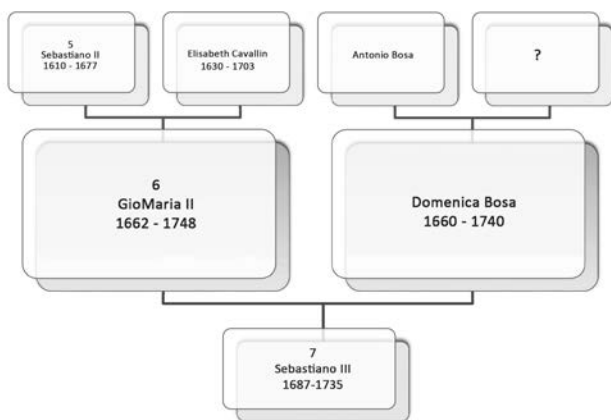 5
Sebastiano II
1610 - 1677
Elisabeth Cavallin
1630 - 1703
Antonio Bosa
?
6
GioMaria II
1662 - 1748
Domenica Bosa
1660 - 1740
7
Sebastiano III
1687-1735